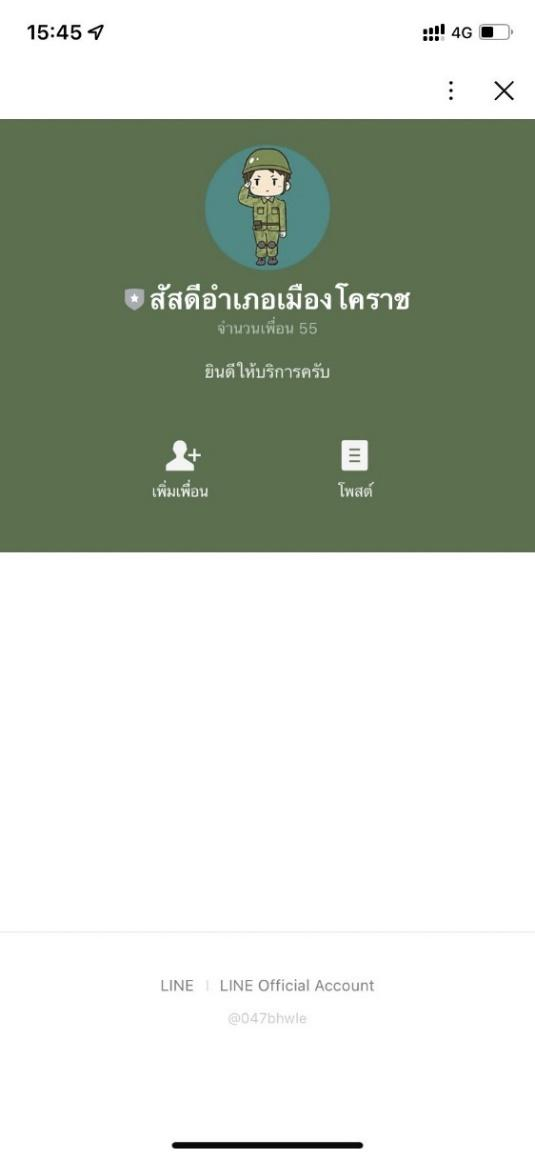 15:45
4G
สัสดีอำเภอเมืองโคราช
จำนวนเพื่อน 55
ยินดีให้บริการครับ
เพิ่มเพื่อน
โพสต์
LINE | LINE Official Account
@047bhwle